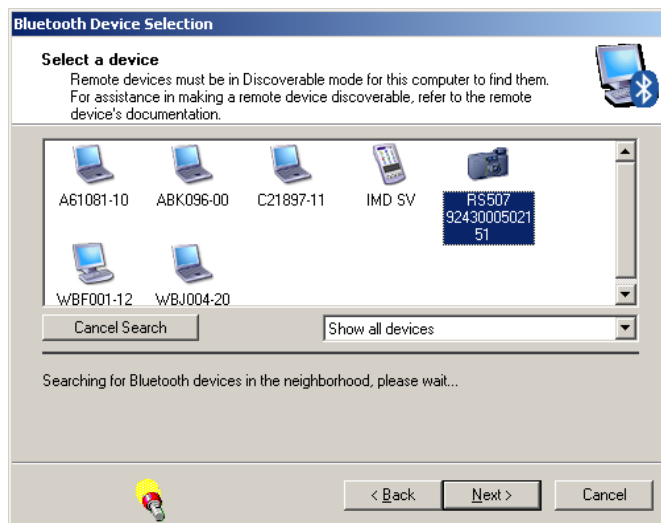 Bluetooth Device Selection
Select a device
Remote devices must be in Discoverable mode for this computer to find them.
For assistance in making a remote device discoverable, refer to the remote
device's documentation.
A61081-10 ABK096-00 C21897-11 IMD SV RS507
92430005021
51
WBF001-12 WBJ004-20
Cancel Search Show all devices
Searching for Bluetooth devices in the neighborhood, please wait...
< Back Next > Cancel